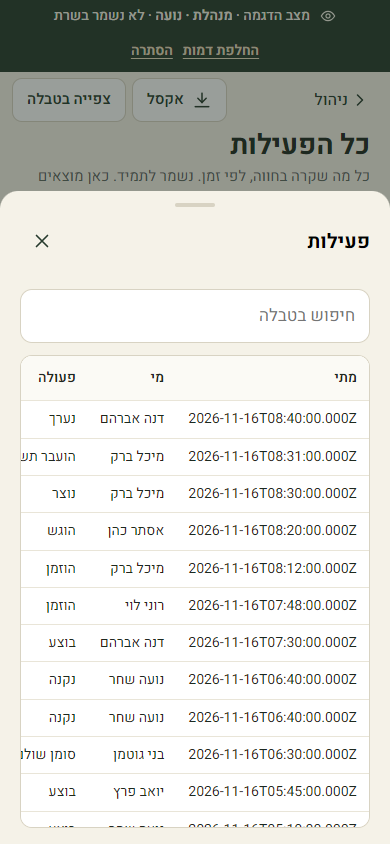 מצב הדגמה · מנהלת · נועה · לא נשמר בשרת
החלפת דמות הסתרה
ניהול אקסל צפייה בטבלה
כל הפעילות
כל מה שקרה בחווה, לפי זמן. נשמר לתמיד. כאן מוצאים
פעילות
חיפוש בטבלה
מתי מי פעולה
2026-11-16T08:40:00.000Z דנה אברהם נערך
2026-11-16T08:31:00.000Z מיכל ברק הועבר
2026-11-16T08:30:00.000Z מיכל ברק נוצר
2026-11-16T08:20:00.000Z אסתר כהן הוגש
2026-11-16T08:12:00.000Z מיכל ברק הוזמן
2026-11-16T07:48:00.000Z רוני לוי הוזמן
2026-11-16T07:30:00.000Z דנה אברהם בוצע
2026-11-16T06:40:00.000Z נועה שחר נקנה
2026-11-16T06:40:00.000Z נועה שחר נקנה
2026-11-16T06:30:00.000Z בני גוטמן סומן
2026-11-16T05:45:00.000Z יואב פרץ בוצע